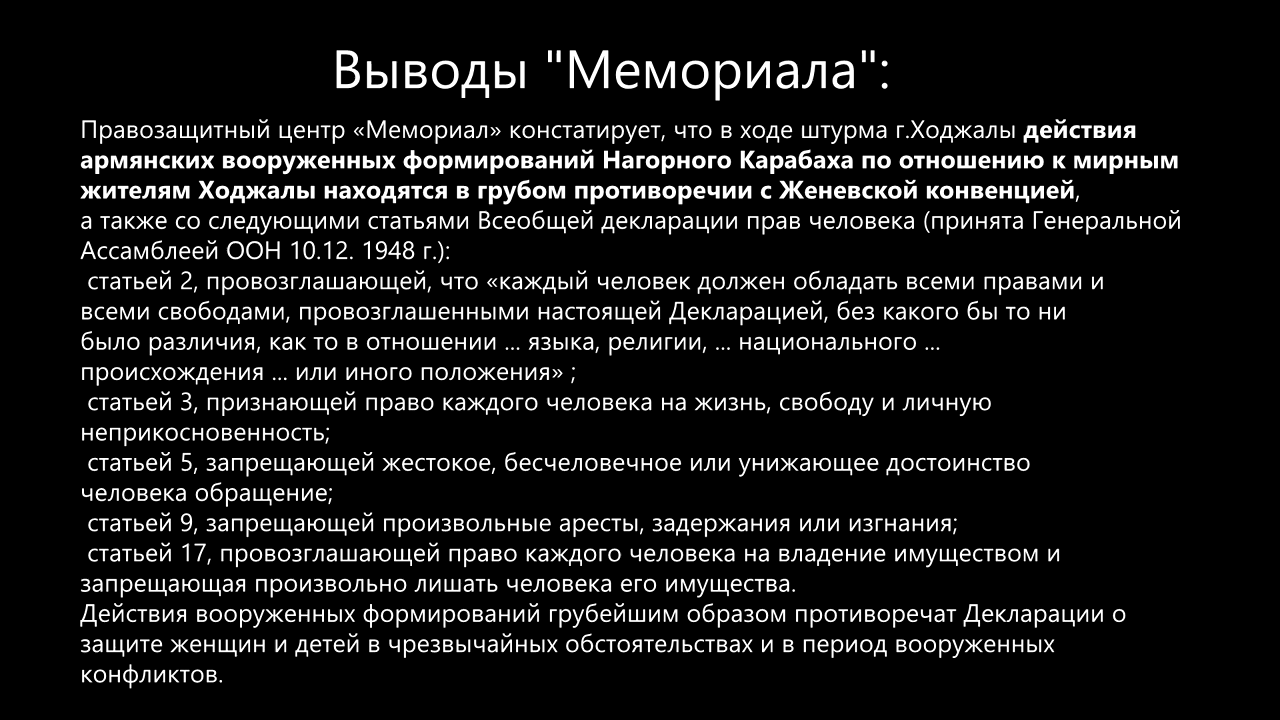 Выводы "Мемориала":
Правозащитный центр «Мемориал» констатирует, что в ходе штурма г.Ходжалы действия
армянских вооруженных формирований Нагорного Карабаха по отношению к мирным
жителям Ходжалы находятся в грубом противоречии с Женевской конвенцией,
а также со следующими статьями Всеобщей декларации прав человека (принята Генеральной
Ассамблеей ООН 10.12. 1948 г.):
статьей 2, провозглашающей, что «каждый человек должен обладать всеми правами и
всеми свободами, провозглашенными настоящей Декларацией, без какого бы то ни
было различия, как то в отношении ... языка, религии, ... национального ...
происхождения ... или иного положения» ;
статьей 3, признающей право каждого человека на жизнь, свободу и личную
неприкосновенность;
статьей 5, запрещающей жестокое, бесчеловечное или унижающее достоинство
человека обращение;
статьей 9, запрещающей произвольные аресты, задержания или изгнания;
статьей 17, провозглашающей право каждого человека на владение имуществом и
запрещающая произвольно лишать человека его имущества.
Действия вооруженных формирований грубейшим образом противоречат Декларации о
защите женщин и детей в чрезвычайных обстоятельствах и в период вооруженных
конфликтов.